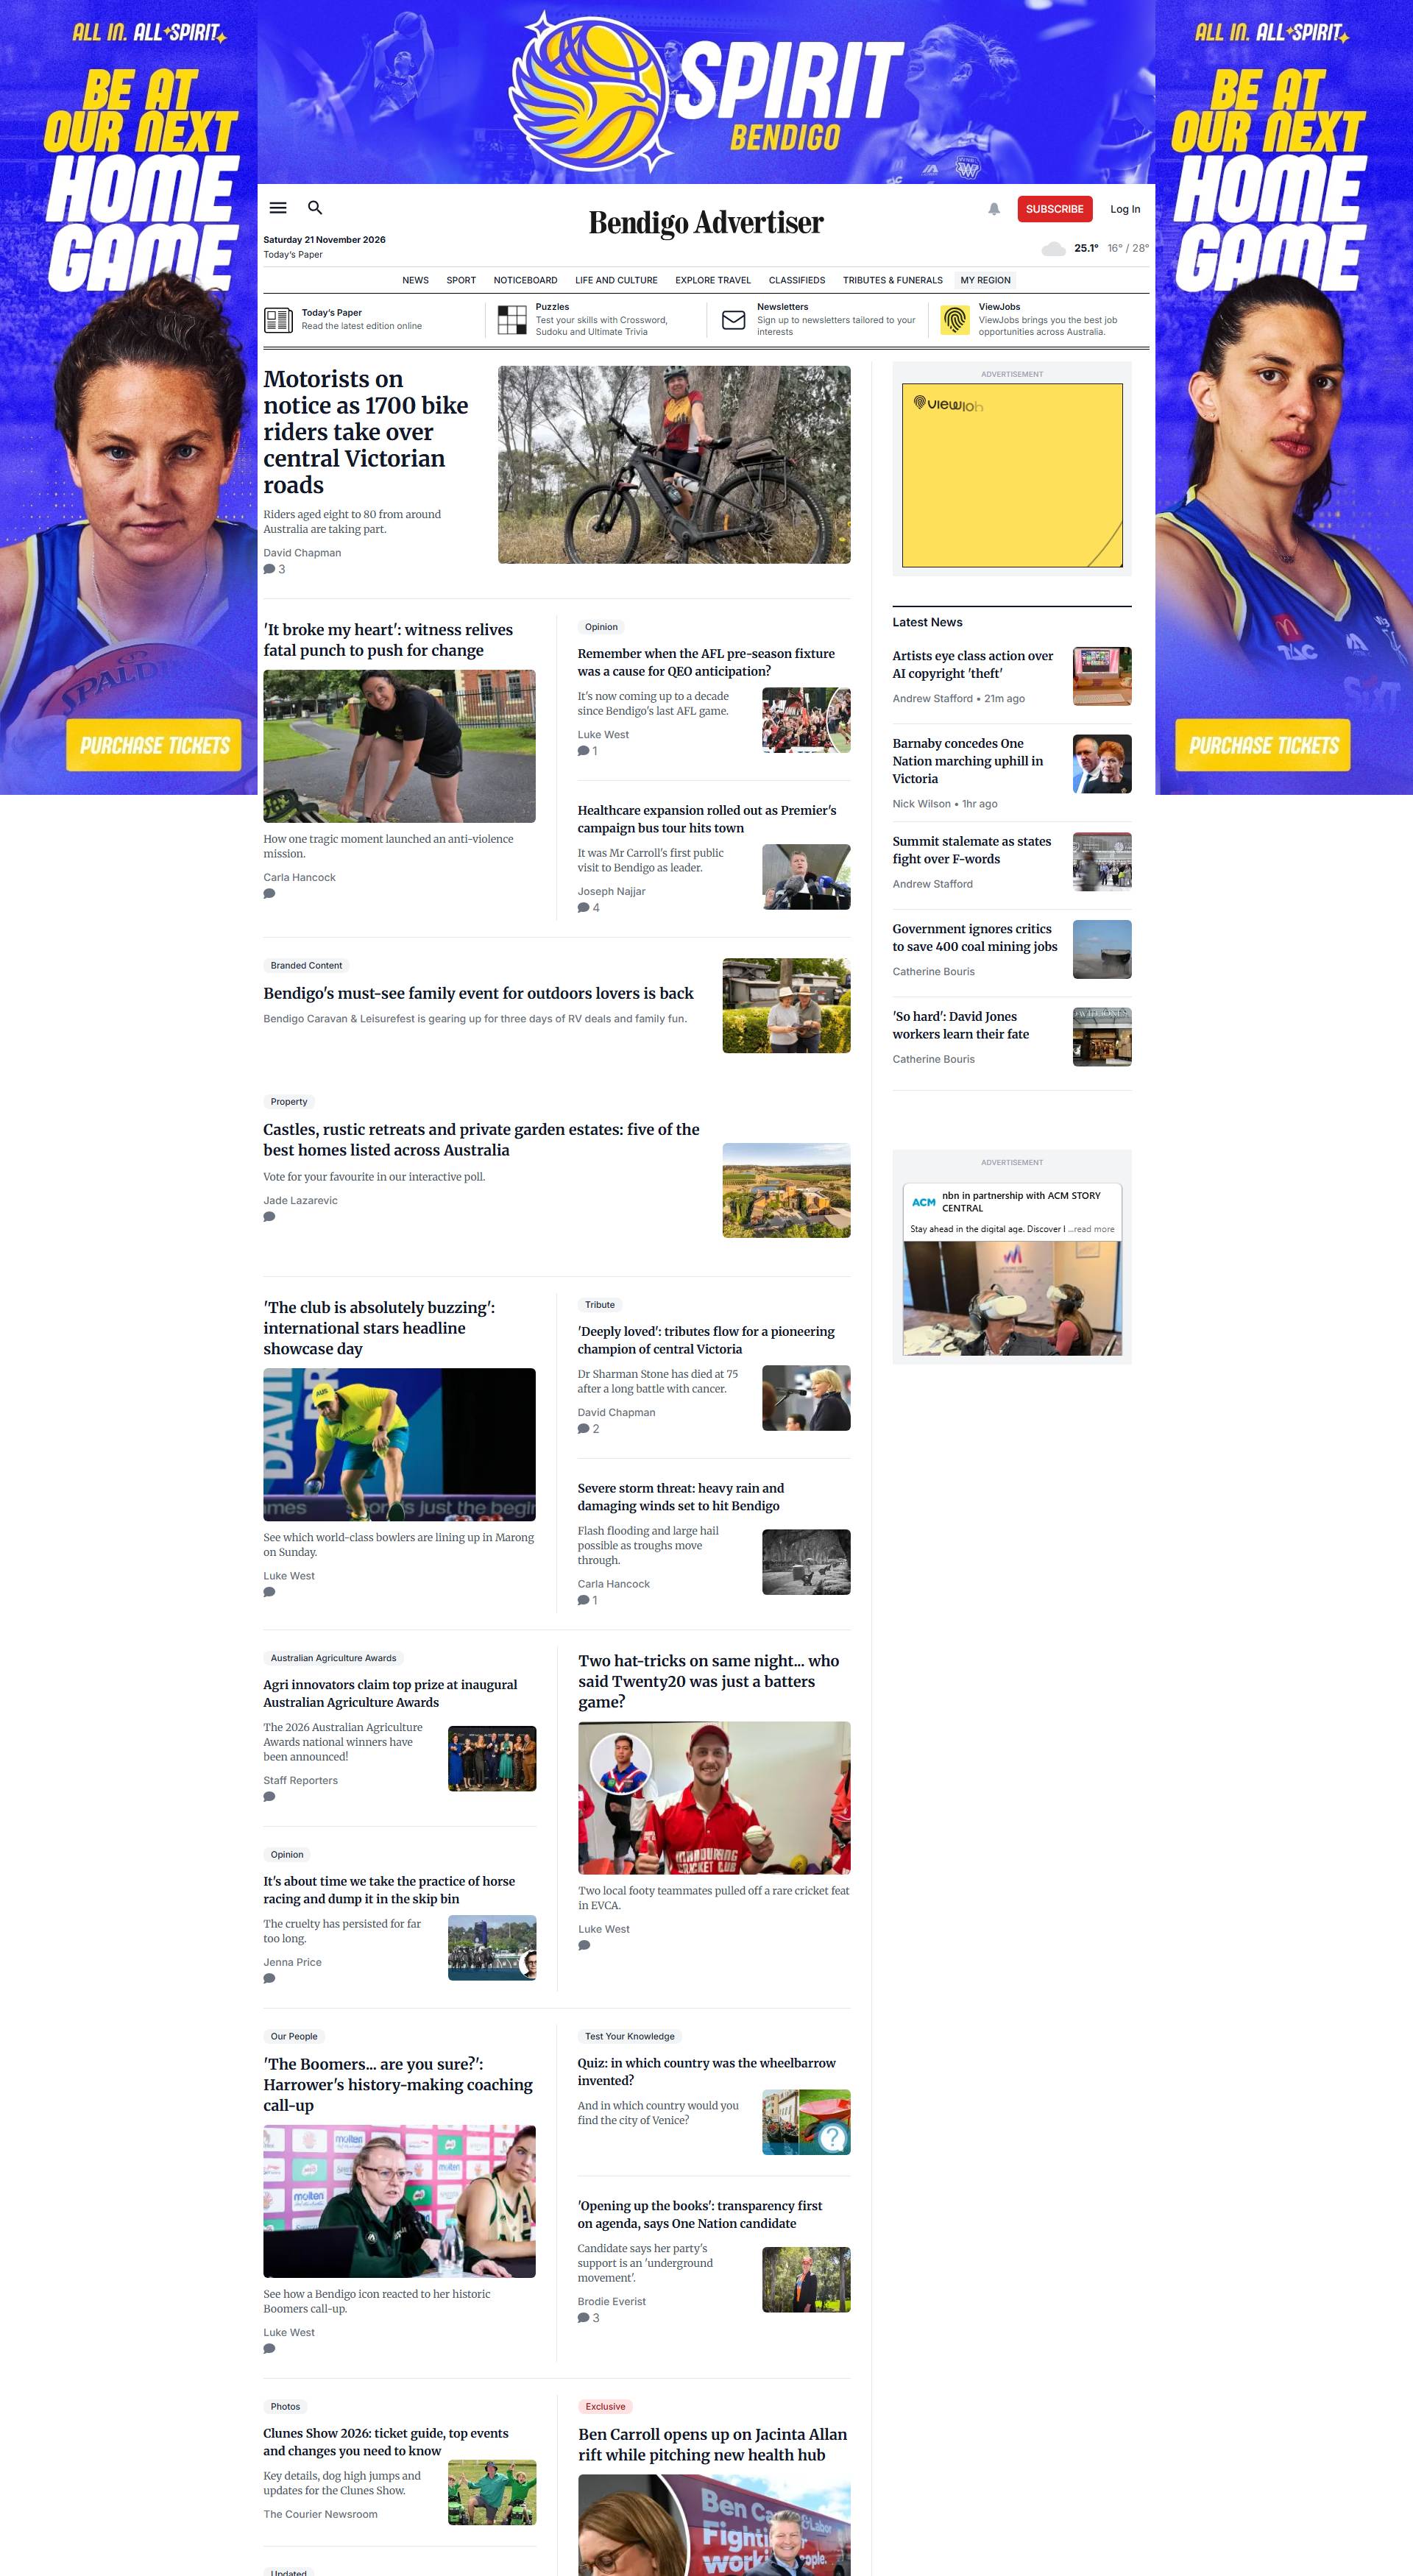 ALL IN. ALL SPIRIT
BE AT
OUR NEXT
HOME
GAME
SPALDING
PURCHASE TICKETS
SPIRIT
BENDIGO
ALL IN. ALL SPIRIT
BE AT
OUR NEXT
HOME
GAME
TAC
PURCHASE TICKETS
Bendigo Advertiser
SUBSCRIBE
Log In
Saturday 21 November 2026
Today's Paper
25.1° 16° / 28°
NEWS SPORT NOTICEBOARD LIFE AND CULTURE EXPLORE TRAVEL CLASSIFIEDS TRIBUTES & FUNERALS MY REGION
Today's Paper
Read the latest edition online
Puzzles
Test your skills with Crossword,
Sudoku and Ultimate Trivia
Newsletters
Sign up to newsletters tailored to your
interests
ViewJobs
ViewJobs brings you the best job
opportunities across Australia.
Motorists on
notice as 1700 bike
riders take over
central Victorian
roads
Riders aged eight to 80 from around
Australia are taking part.
David Chapman
3
'It broke my heart': witness relives
fatal punch to push for change
How one tragic moment launched an anti-violence
mission.
Carla Hancock
Opinion
Remember when the AFL pre-season fixture
was a cause for QEO anticipation?
It's now coming up to a decade
since Bendigo's last AFL game.
Luke West
1
Healthcare expansion rolled out as Premier's
campaign bus tour hits town
It was Mr Carroll's first public
visit to Bendigo as leader.
Joseph Najjar
4
Branded Content
Bendigo's must-see family event for outdoors lovers is back
Bendigo Caravan & Leisurefest is gearing up for three days of RV deals and family fun.
Property
Castles, rustic retreats and private garden estates: five of the
best homes listed across Australia
Vote for your favourite in our interactive poll.
Jade Lazarevic
'The club is absolutely buzzing':
international stars headline
showcase day
AUS
See which world-class bowlers are lining up in Marong
on Sunday.
Luke West
Tribute
'Deeply loved': tributes flow for a pioneering
champion of central Victoria
Dr Sharman Stone has died at 75
after a long battle with cancer.
David Chapman
2
Severe storm threat: heavy rain and
damaging winds set to hit Bendigo
Flash flooding and large hail
possible as troughs move
through.
Carla Hancock
1
Australian Agriculture Awards
Agri innovators claim top prize at inaugural
Australian Agriculture Awards
The 2026 Australian Agriculture
Awards national winners have
been announced!
Staff Reporters
Opinion
It's about time we take the practice of horse
racing and dump it in the skip bin
The cruelty has persisted for far
too long.
Jenna Price
Two hat-tricks on same night... who
said Twenty20 was just a batters
game?
MANDURANG
CRICKET CLUB
Two local footy teammates pulled off a rare cricket feat
in EVCA.
Luke West
Our People
'The Boomers... are you sure?':
Harrower's history-making coaching
call-up
molten
molten
molten
See how a Bendigo icon reacted to her historic
Boomers call-up.
Luke West
Test Your Knowledge
Quiz: in which country was the wheelbarrow
invented?
And in which country would you
find the city of Venice?
?
'Opening up the books': transparency first
on agenda, says One Nation candidate
Candidate says her party's
support is an 'underground
movement'.
Brodie Everist
3
Photos
Clunes Show 2026: ticket guide, top events
and changes you need to know
Key details, dog high jumps and
updates for the Clunes Show.
The Courier Newsroom
Updated
Exclusive
Ben Carroll opens up on Jacinta Allan
rift while pitching new health hub
ADVERTISEMENT
viewjob
Latest News
Artists eye class action over
AI copyright 'theft'
Andrew Stafford • 21m ago
Barnaby concedes One
Nation marching uphill in
Victoria
Nick Wilson • 1hr ago
Summit stalemate as states
fight over F-words
Andrew Stafford
Government ignores critics
to save 400 coal mining jobs
Catherine Bouris
'So hard': David Jones
workers learn their fate
Catherine Bouris
ADVERTISEMENT
ACM
nbn in partnership with ACM STORY
CENTRAL
Stay ahead in the digital age. Discover l ...read more